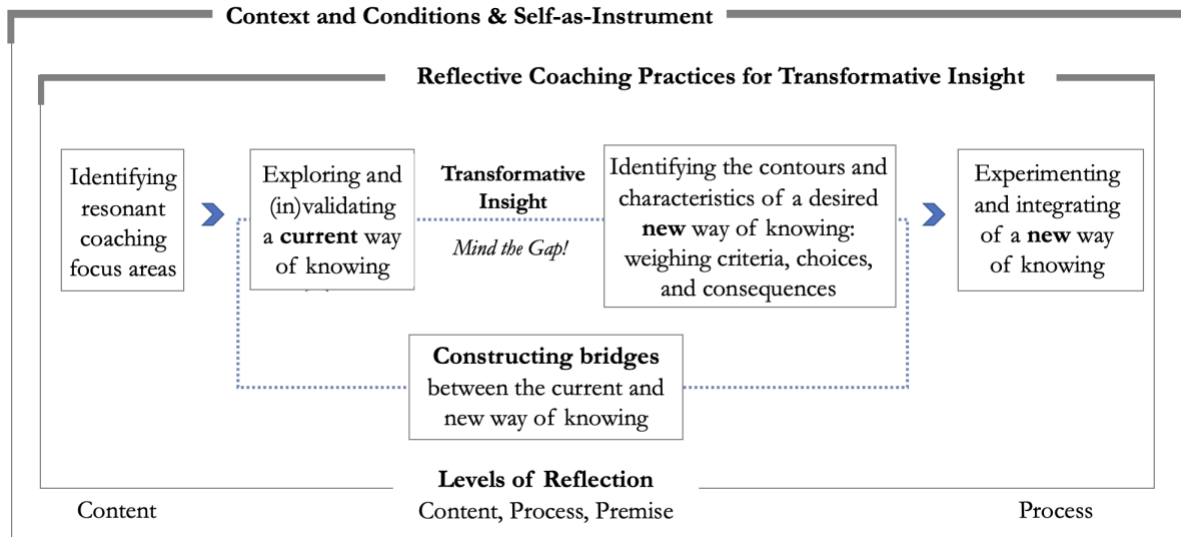 Context and Conditions & Self-as-Instrument
Reflective Coaching Practices for Transformative Insight
Identifying
resonant
coaching
focus areas
Exploring and
(in)validating
a current way
of knowing
Transformative
Insight
Mind the Gap!
Identifying the contours and
characteristics of a desired
new way of knowing:
weighing criteria, choices,
and consequences
Experimenting
and integrating
of a new way
of knowing
Constructing bridges
between the current and
new way of knowing
Levels of Reflection
Content
Content, Process, Premise
Process